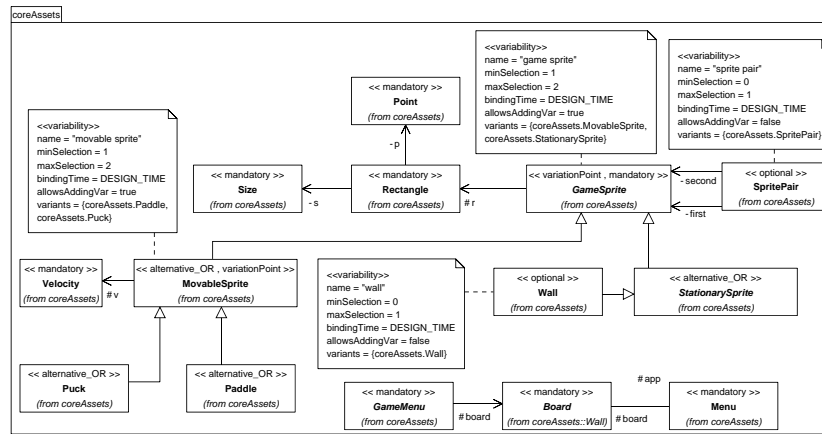 coreAssets
<<variability>>
name = "game sprite"
minSelection = 1
maxSelection = 2
bindingTime = DESIGN_TIME
allowsAddingVar = true
variants = {coreAssets.MovableSprite,
coreAssets.StationarySprite}
<<variability>>
name = "sprite pair"
minSelection = 0
maxSelection = 1
bindingTime = DESIGN_TIME
allowsAddingVar = false
variants = {coreAssets.SpritePair}
<< mandatory >>
Point
(from coreAssets)
- p
<<variability>>
name = "movable sprite"
minSelection = 1
maxSelection = 2
bindingTime = DESIGN_TIME
allowsAddingVar = true
variants = {coreAssets.Paddle,
coreAssets.Puck}
<< mandatory >>
Size
(from coreAssets)
- s
<< mandatory >>
Rectangle
(from coreAssets)
# r
<< variationPoint , mandatory >>
GameSprite
(from coreAssets)
- second
- first
<< optional >>
SpritePair
(from coreAssets)
<< mandatory >>
Velocity
(from coreAssets)
# v
<< alternative_OR , variationPoint >>
MovableSprite
(from coreAssets)
<<variability>>
name = "wall"
minSelection = 0
maxSelection = 1
bindingTime = DESIGN_TIME
allowsAddingVar = false
variants = {coreAssets.Wall}
<< optional >>
Wall
(from coreAssets)
<< alternative_OR >>
StationarySprite
(from coreAssets)
<< alternative_OR >>
Puck
(from coreAssets)
<< alternative_OR >>
Paddle
(from coreAssets)
<< mandatory >>
GameMenu
(from coreAssets)
# board
<< mandatory >>
Board
(from coreAssets::Wall)
# app
# board
<< mandatory >>
Menu
(from coreAssets)